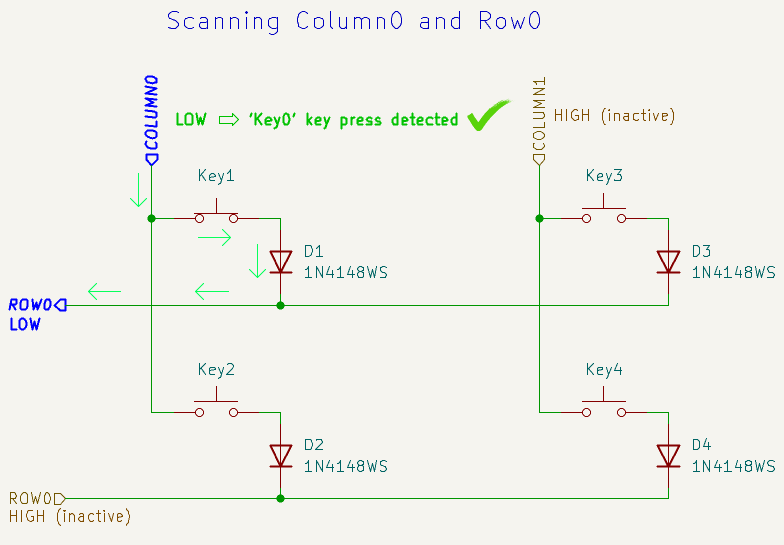 Scanning Column0 and Row0
COLUMN0
LOW ⇨ 'Key0' key press detected ✓
COLUMN1
HIGH (inactive)
Key1
Key3
D1
1N4148WS
D3
1N4148WS
ROW0
LOW
Key2
Key4
D2
1N4148WS
D4
1N4148WS
ROW0
HIGH (inactive)